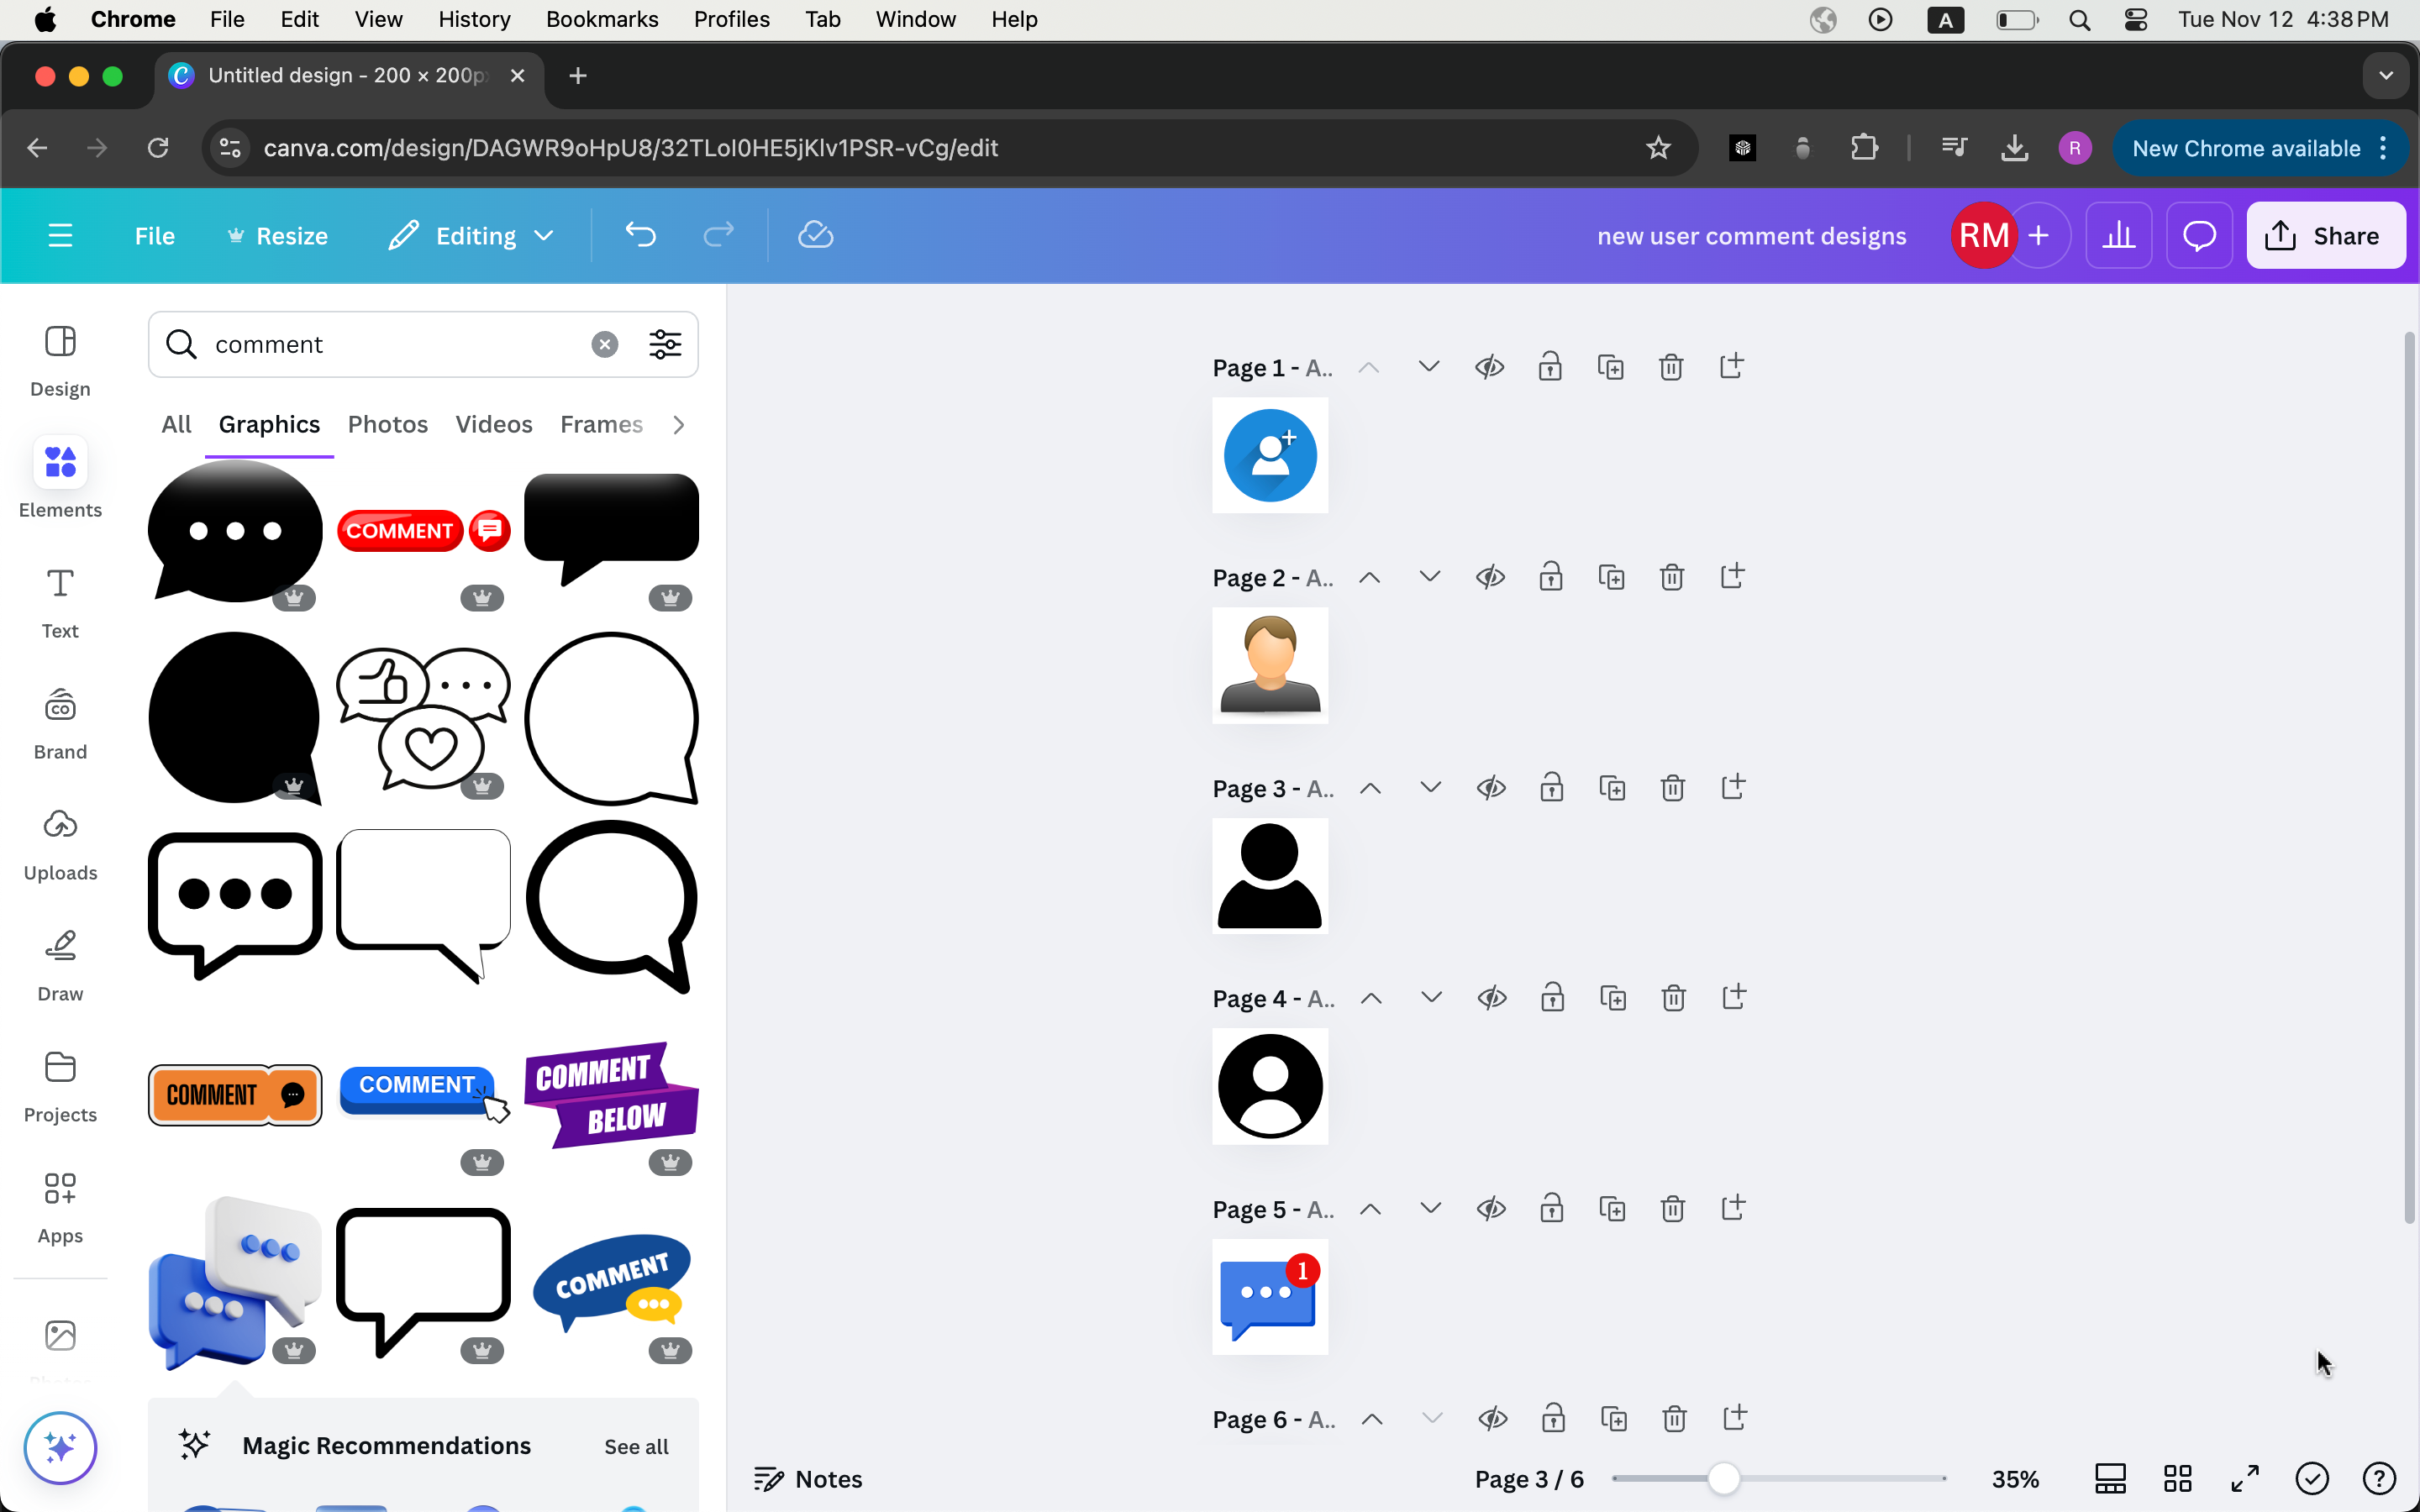 Chrome File Edit View History Bookmarks Profiles Tab Window Help A Tue Nov 12 4:38 PM
Untitled design - 200 × 200p
canva.com/design/DAGWR9oHpU8/32TLoI0HE5jKlv1PSR-vCg/edit R New Chrome available
File Resize Editing new user comment designs RM + Share
comment
All Graphics Photos Videos Frames
Design
Elements
Text
Brand
Uploads
Draw
Projects
Apps
CO
COMMENT
COMMENT
COMMENT
COMMENT
BELOW
COMMENT
Magic Recommendations See all
Page 1 - A..
Page 2 - A..
Page 3 - A..
Page 4 - A..
Page 5 - A..
1
Page 6 - A..
Notes Page 3 / 6 35%